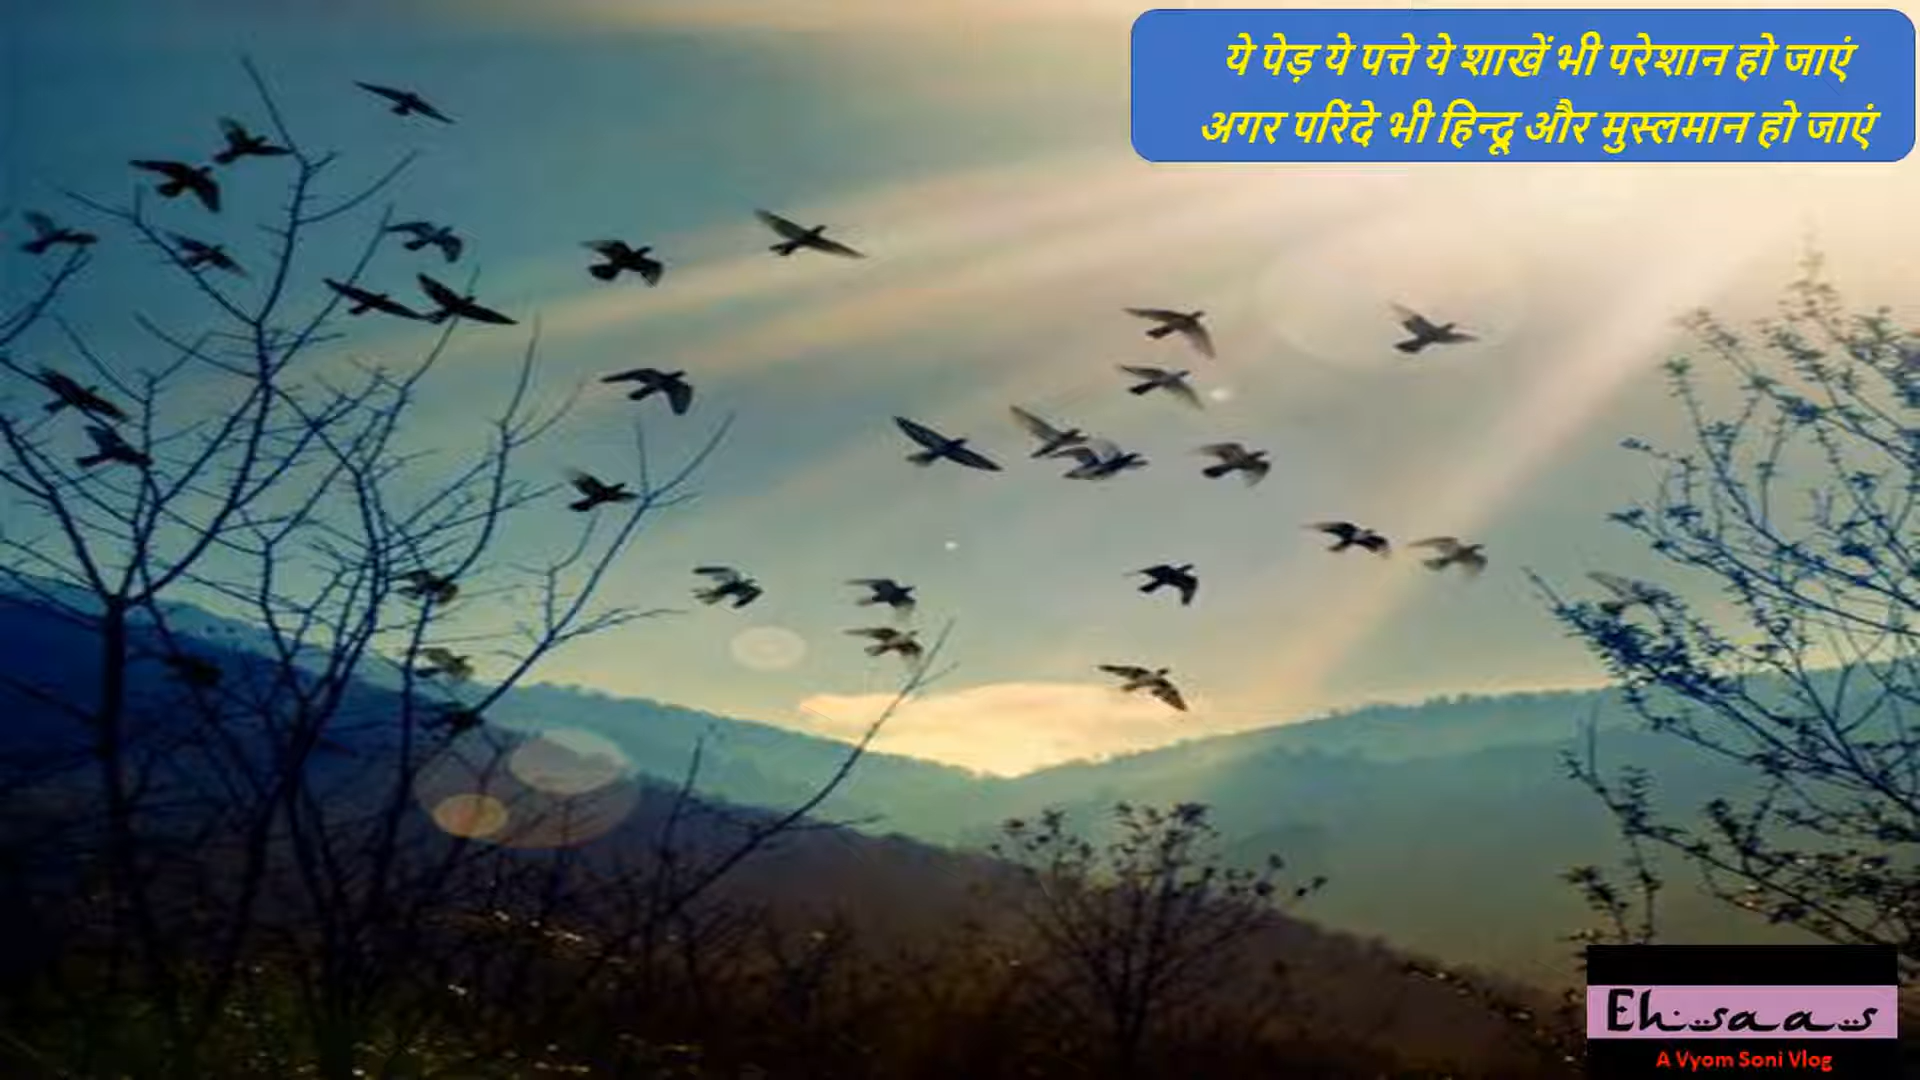 ये पेड़ ये पत्ते ये शाखें भी परेशान हो जाएं
अगर परिंदे भी हिन्दू और मुस्लमान हो जाएं
Ehsaas
A Vyom Soni Vlog